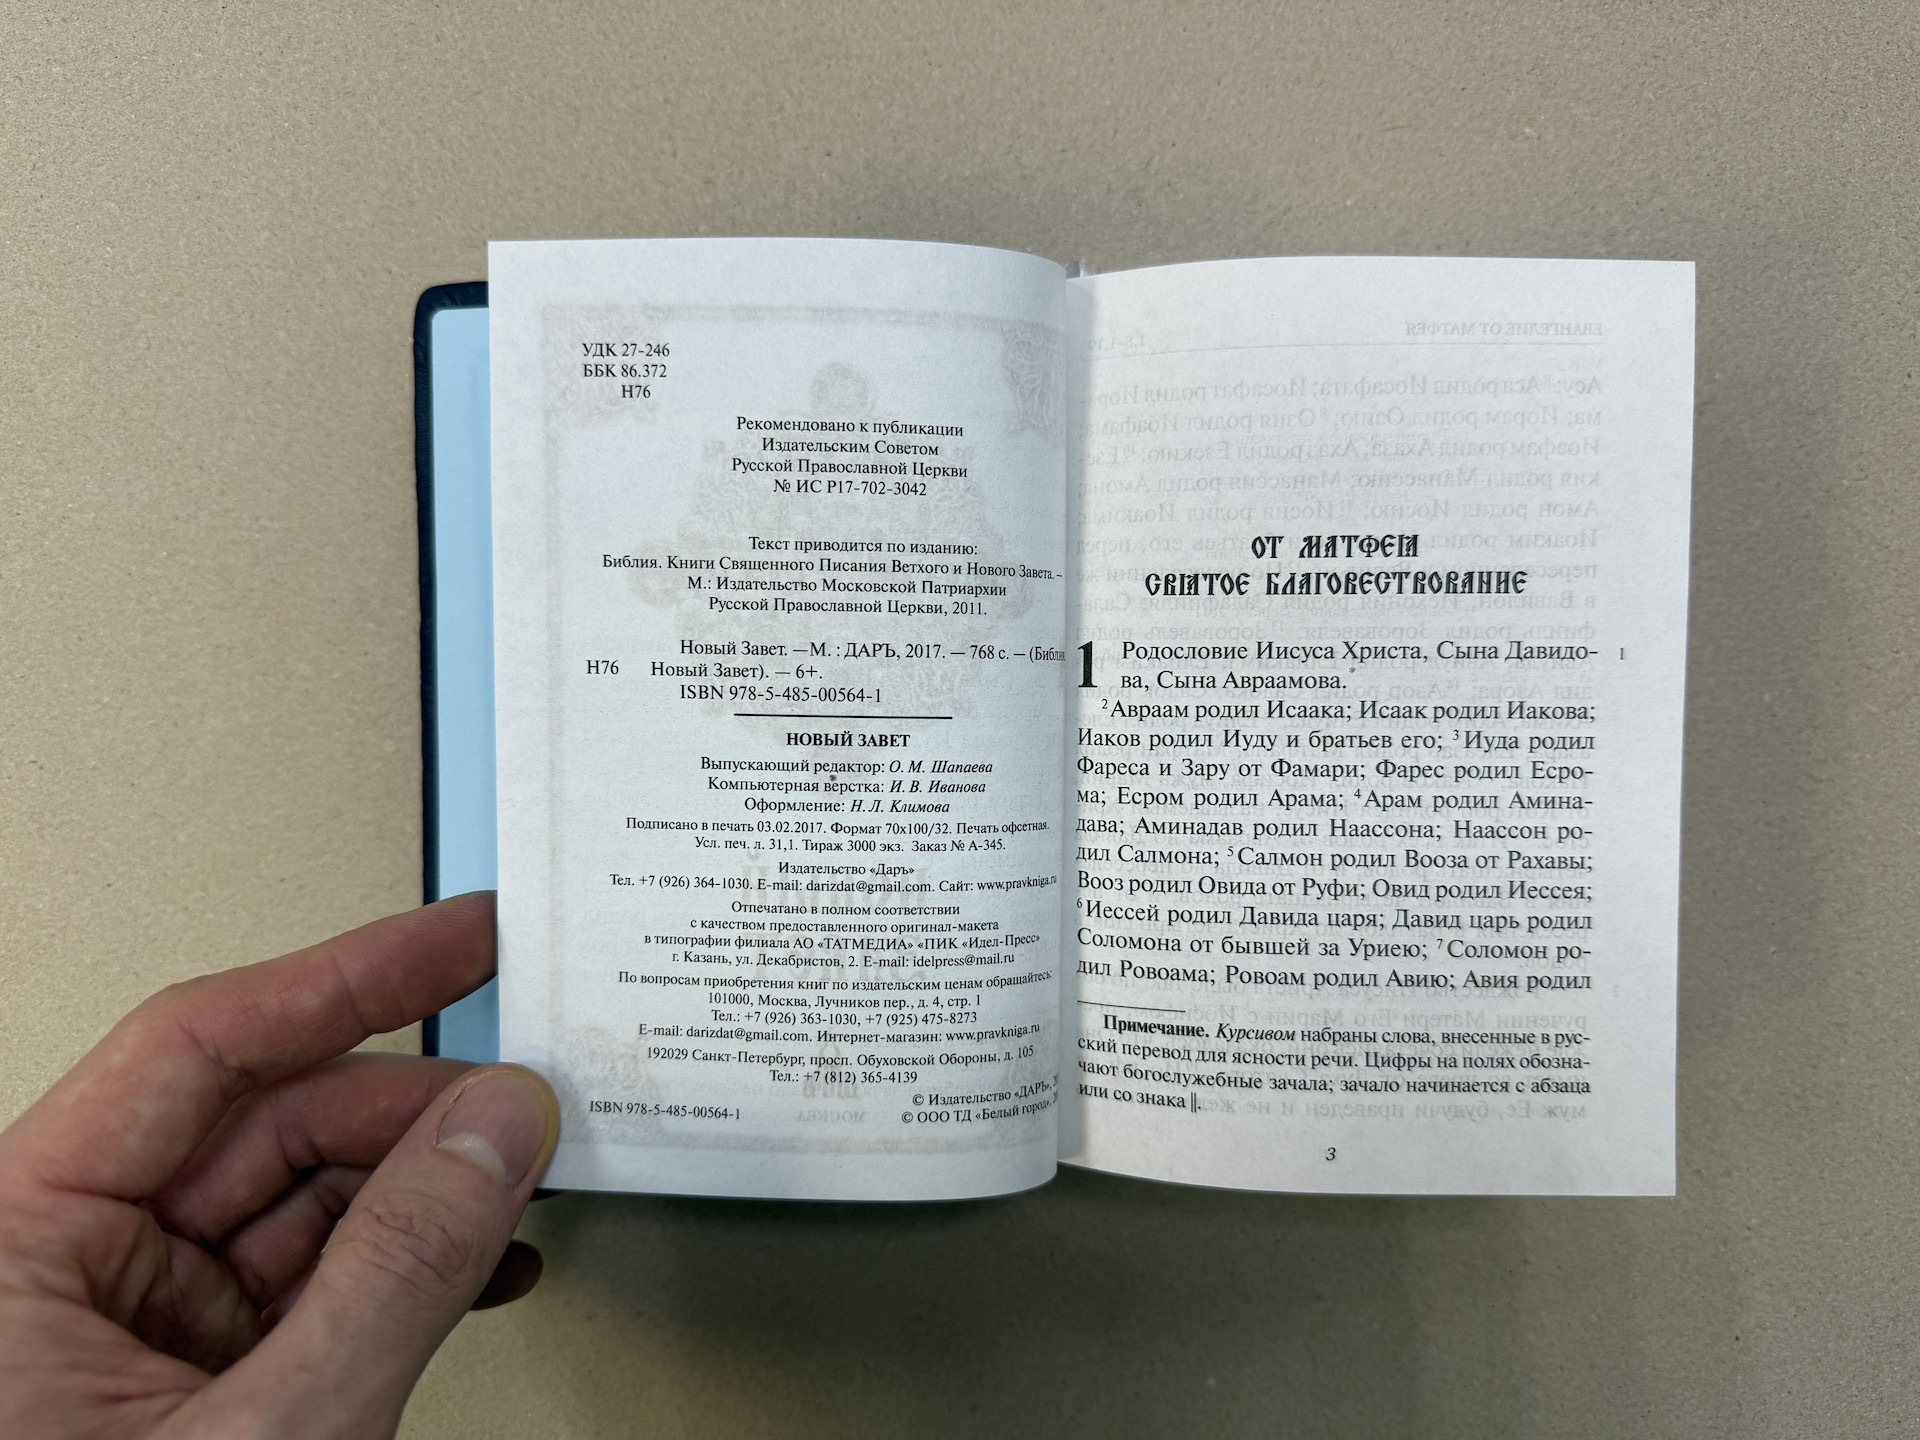 УДК 27-246
ББК 86.372
Н76
Рекомендовано к публикации
Издательским Советом
Русской Православной Церкви
№ ИС Р17-702-3042
Текст приводится по изданию:
Библия. Книги Священного Писания Ветхого и Нового Завета. –
М.: Издательство Московской Патриархии
Русской Православной Церкви, 2011.
Новый Завет. —М. : ДАРЪ, 2017. — 768 с. — (Библия
Н76 Новый Завет). — 6+.
ISBN 978-5-485-00564-1
НОВЫЙ ЗАВЕТ
Выпускающий редактор: О. М. Шапаева
Компьютерная верстка: И. В. Иванова
Оформление: Н. Л. Климова
Подписано в печать 03.02.2017. Формат 70х100/32. Печать офсетная.
Усл. печ. л. 31,1. Тираж 3000 экз. Заказ № А-345.
Издательство «Даръ»
Тел. +7 (926) 364-1030. E-mail: darizdat@gmail.com. Сайт: www.pravkniga.ru
Отпечатано в полном соответствии
с качеством предоставленного оригинал-макета
в типографии филиала АО «ТАТМЕДИА» «ПИК «Идел-Пресс»
г. Казань, ул. Декабристов, 2. E-mail: idelpress@mail.ru
По вопросам приобретения книг по издательским ценам обращайтесь:
101000, Москва, Лучников пер., д. 4, стр. 1
Тел.: +7 (926) 363-1030, +7 (925) 475-8273
E-mail: darizdat@gmail.com. Интернет-магазин: www.pravkniga.ru
192029 Санкт-Петербург, просп. Обуховской Обороны, д. 105
Тел.: +7 (812) 365-4139
© Издательство «ДАРЪ»,
ISBN 978-5-485-00564-1 © ООО ТД «Белый город»,
ОТ МАТФЕѦ
СВѦТОЕ БЛАГОВЕСТВОВАНИЕ
1 Родословие Иисуса Христа, Сына Давидо- 1
ва, Сына Авраамова.
2 Авраам родил Исаака; Исаак родил Иакова;
Иаков родил Иуду и братьев его; 3 Иуда родил
Фареса и Зару от Фамари; Фарес родил Есро-
ма; Есром родил Арама; 4 Арам родил Амина-
дава; Аминадав родил Наассона; Наассон ро-
дил Салмона; 5 Салмон родил Вооза от Рахавы;
Вооз родил Овида от Руфи; Овид родил Иессея;
6 Иессей родил Давида царя; Давид царь родил
Соломона от бывшей за Уриею; 7 Соломон ро-
дил Ровоама; Ровоам родил Авию; Авия родил
Примечание. Курсивом набраны слова, внесенные в рус-
ский перевод для ясности речи. Цифры на полях обозна-
чают богослужебные зачала; зачало начинается с абзаца
или со знака ||.
3